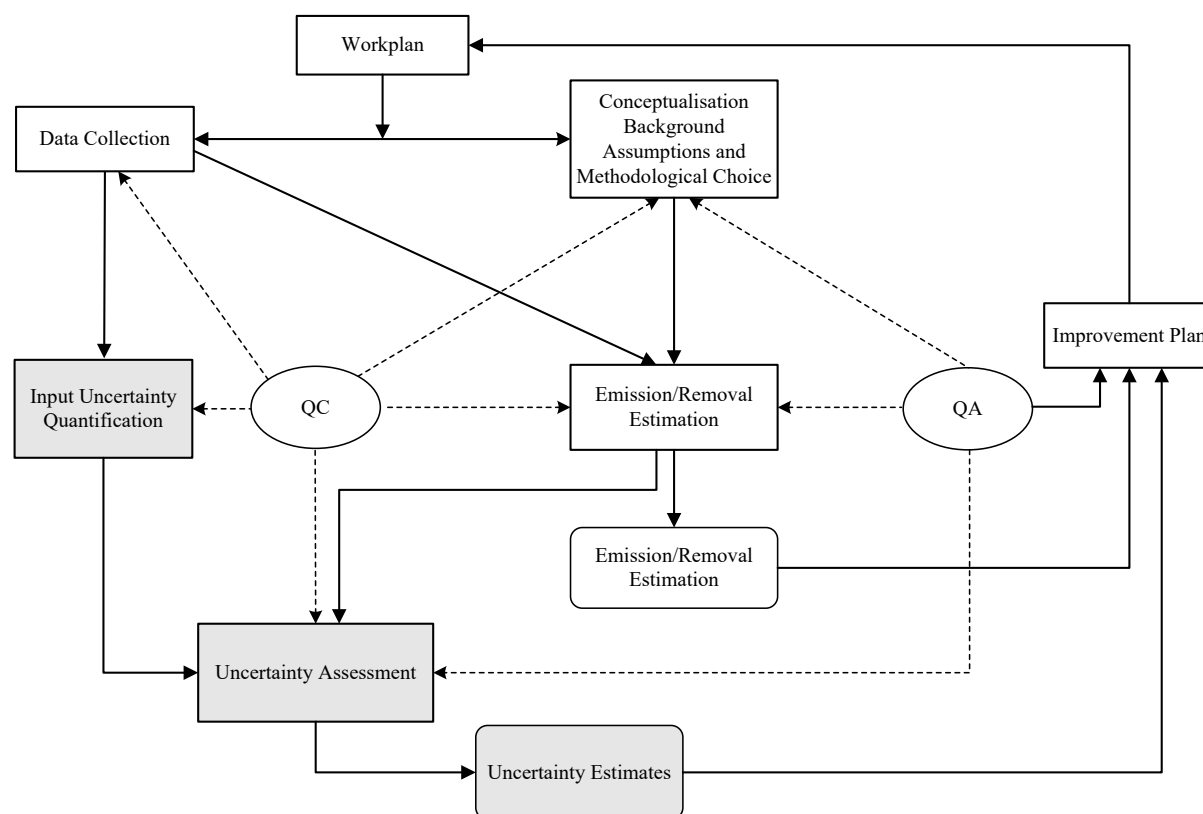 Workplan
Conceptualisation
Background
Assumptions and
Methodological Choice
Data Collection
Improvement Plan
Input Uncertainty
Quantification
QC
Emission/Removal
Estimation
QA
Emission/Removal
Estimation
Uncertainty Assessment
Uncertainty Estimates